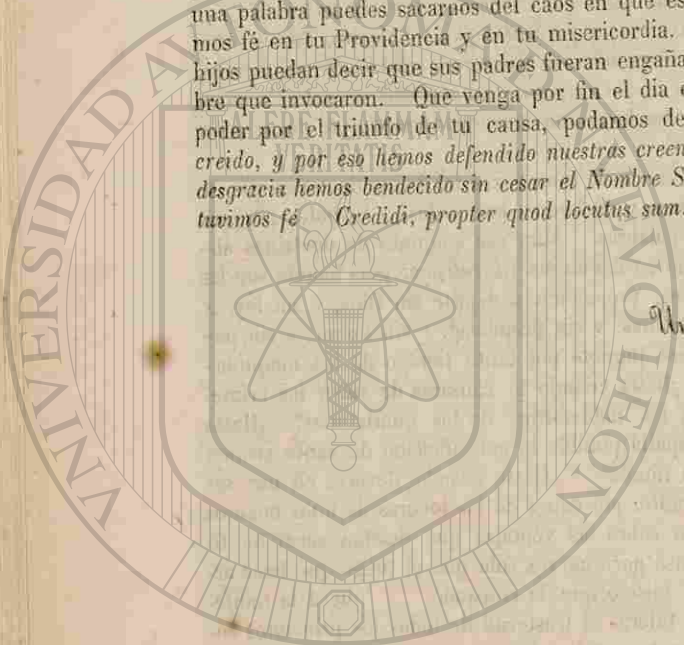 una palabra puedes sacarnos del caos en que es
mos fé en tu Providencia y en tu misericordia.
hijos puedan decir que sus padres fueran engaña
bre que invocaron. Que venga por fin el dia
poder por el triunfo de tu causa, podamos de
creido, y por eso hemos defendido nuestras creen
desgracia hemos bendecido sin cesar el Nombre S
tuvimos fé Credidi, propter quod locutus sum.
Un
UNIVERSIDAD AUTÓNOMA DE NUEVO LEÓN
ALERE FLAMMAM
VERITATIS